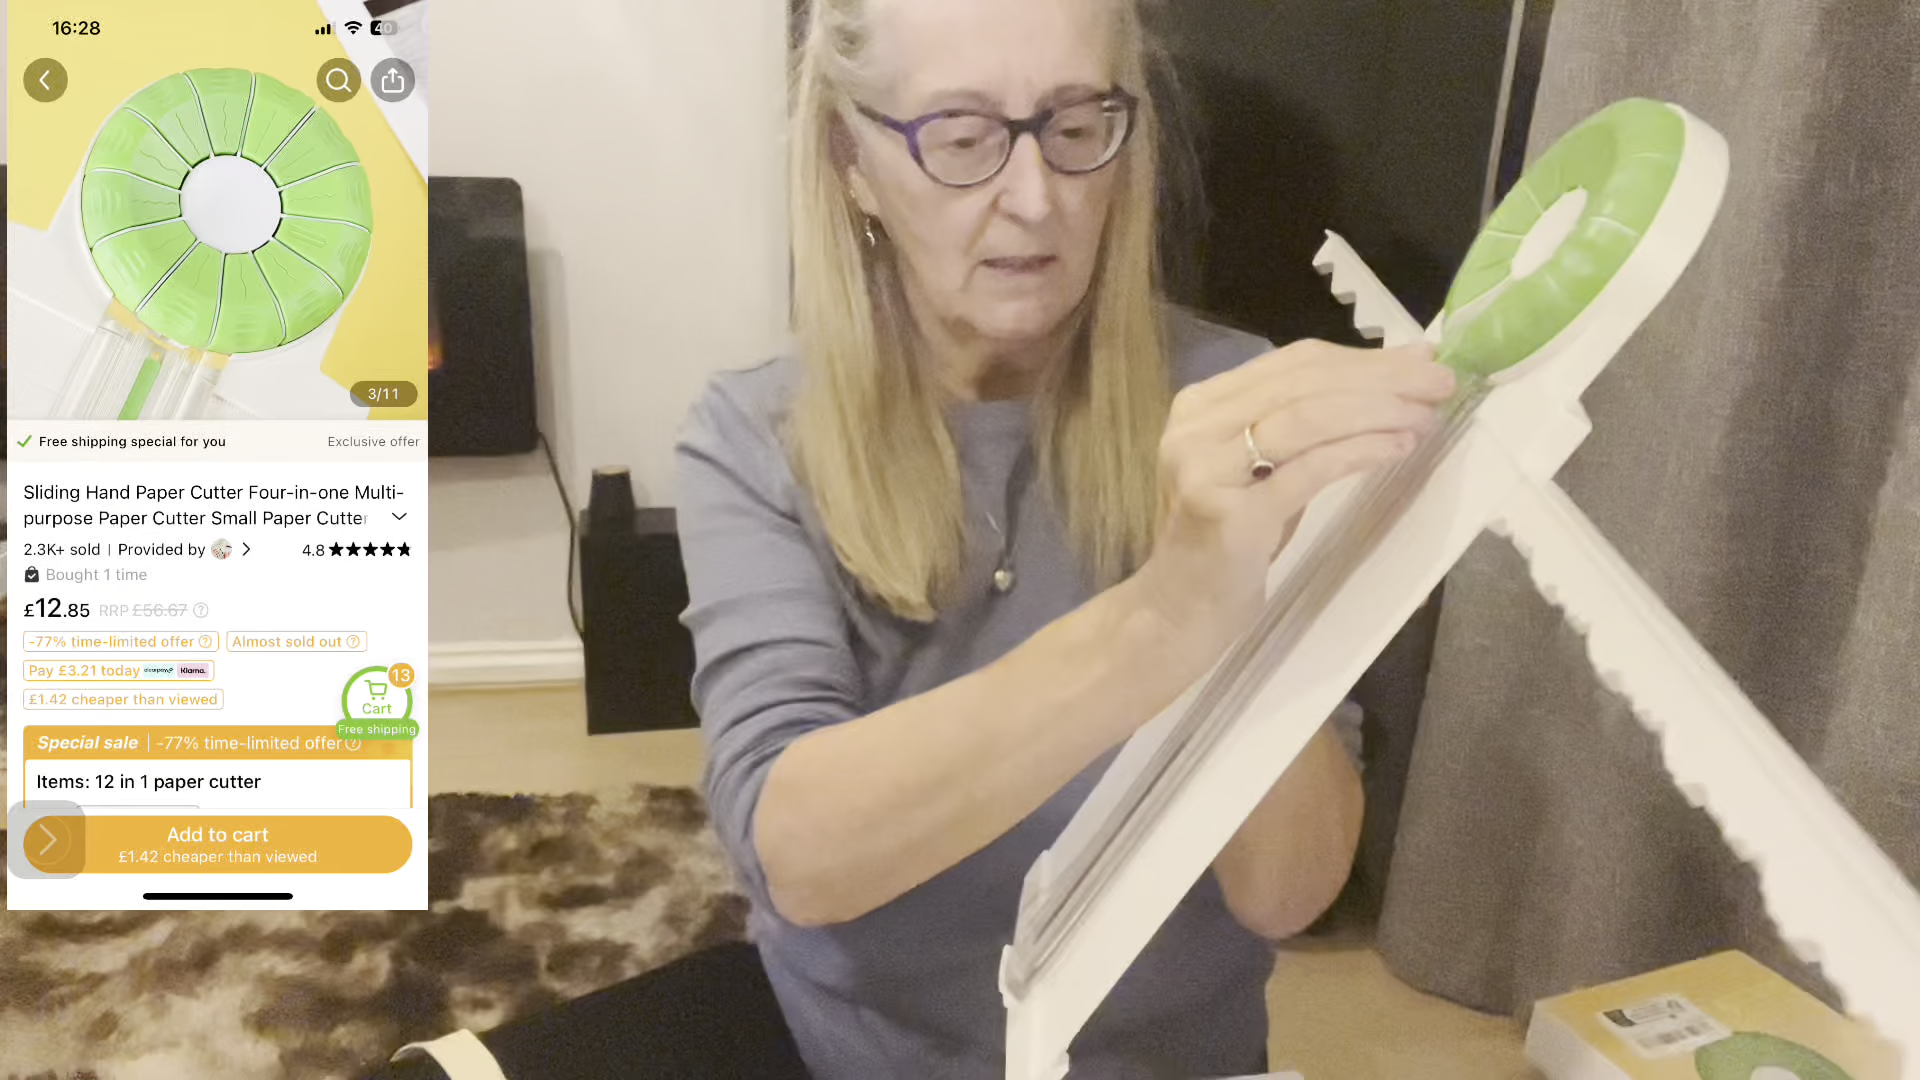 16:28
40
3/11
Free shipping special for you
Exclusive offer
Sliding Hand Paper Cutter Four-in-one Multi-
purpose Paper Cutter Small Paper Cutter
2.3K+ sold | Provided by
4.8
Bought 1 time
£12.85 RRP £56.67 ?
-77% time-limited offer ? Almost sold out ?
Pay £3.21 today clearpay Klarna.
£1.42 cheaper than viewed
13
Cart
Free shipping
Special sale | -77% time-limited offer ?
Items: 12 in 1 paper cutter
Add to cart
£1.42 cheaper than viewed